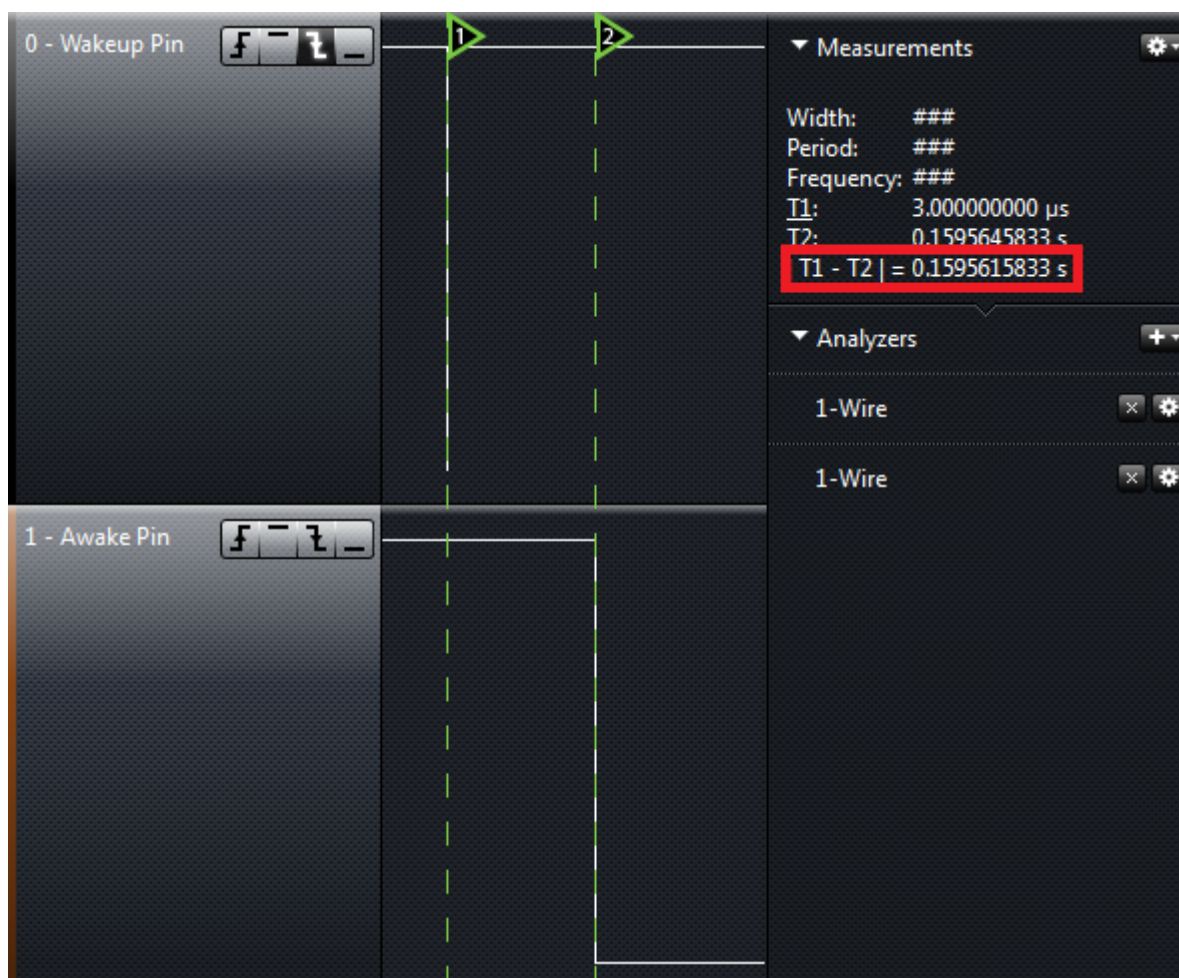 0 - Wakeup Pin
1
2
Measurements
Width: ###
Period: ###
Frequency: ###
T1: 3.000000000 µs
T2: 0.1595645833 s
T1 - T2 | = 0.1595615833 s
Analyzers
1-Wire
1-Wire
1 - Awake Pin